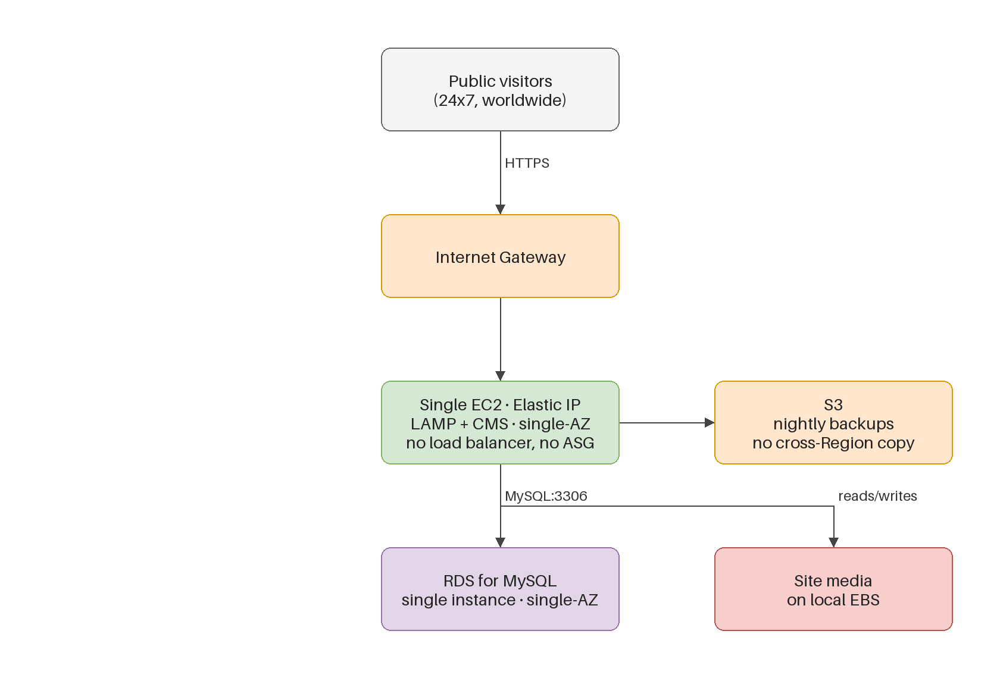 Public visitors
(24x7, worldwide)
HTTPS
Internet Gateway
Single EC2 · Elastic IP
LAMP + CMS · single-AZ
no load balancer, no ASG
S3
nightly backups
no cross-Region copy
MySQL:3306
reads/writes
RDS for MySQL
single instance · single-AZ
Site media
on local EBS